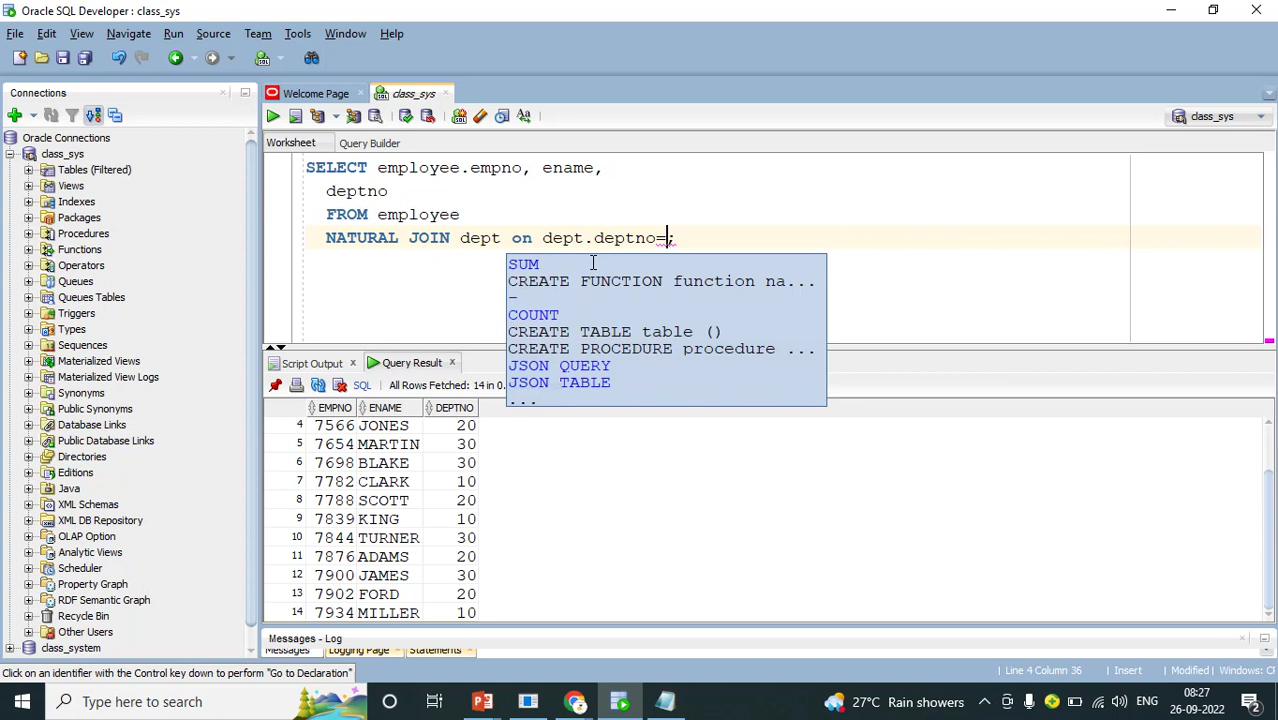 Oracle SQL Developer: class_sys
File Edit View Navigate Run Source Team Tools Window Help
Connections
Welcome Page
class_sys
Oracle Connections
class_sys
Tables (Filtered)
Views
Indexes
Packages
Procedures
Functions
Operators
Queues
Queues Tables
Triggers
Types
Sequences
Materialized Views
Materialized View Logs
Synonyms
Public Synonyms
Database Links
Public Database Links
Directories
Editions
Java
XML Schemas
XML DB Repository
OLAP Option
Analytic Views
Scheduler
Property Graph
RDF Semantic Graph
Recycle Bin
Other Users
class_system
class_sys
Worksheet Query Builder
SELECT employee.empno, ename,
deptno
FROM employee
NATURAL JOIN dept on dept.deptno=;
SUM
CREATE FUNCTION function na...
-
COUNT
CREATE TABLE table ()
CREATE PROCEDURE procedure ...
JSON QUERY
JSON TABLE
...
Script Output Query Result
SQL All Rows Fetched: 14 in 0.
EMPNO ENAME DEPTNO
4 7566 JONES 20
5 7654 MARTIN 30
6 7698 BLAKE 30
7 7782 CLARK 10
8 7788 SCOTT 20
9 7839 KING 10
10 7844 TURNER 30
11 7876 ADAMS 20
12 7900 JAMES 30
13 7902 FORD 20
14 7934 MILLER 10
Messages - Log
Messages Logging Page Statements
Click on an identifier with the Control key down to perform "Go to Declaration"
Line 4 Column 36 Insert Modified Windows: CF
Type here to search
27°C Rain showers
ENG
08:27
26-09-2022
2